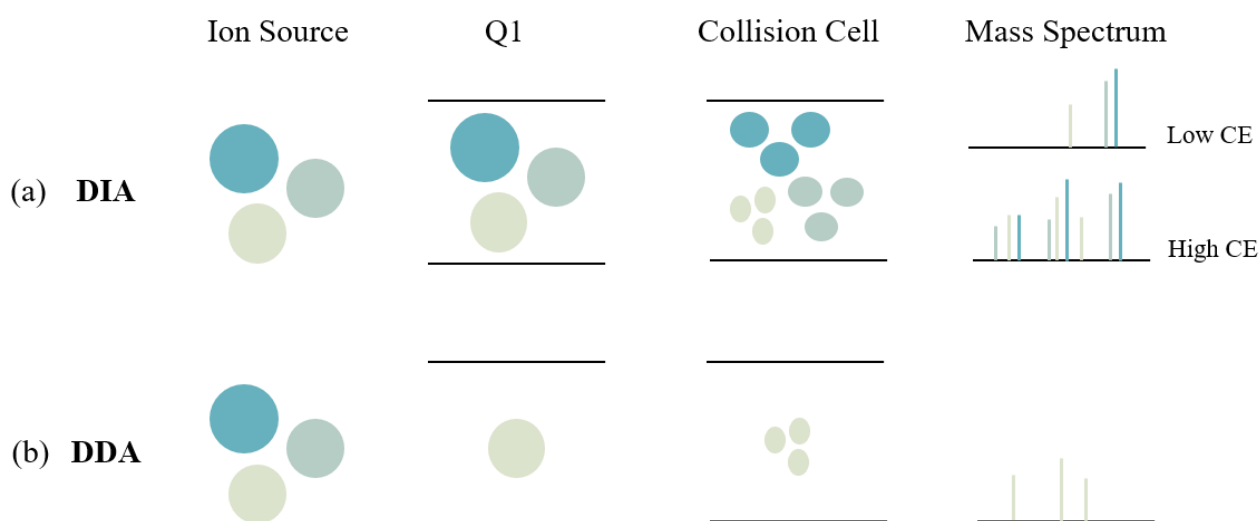 Ion Source Q1 Collision Cell Mass Spectrum
Low CE
(a) DIA
High CE
(b) DDA